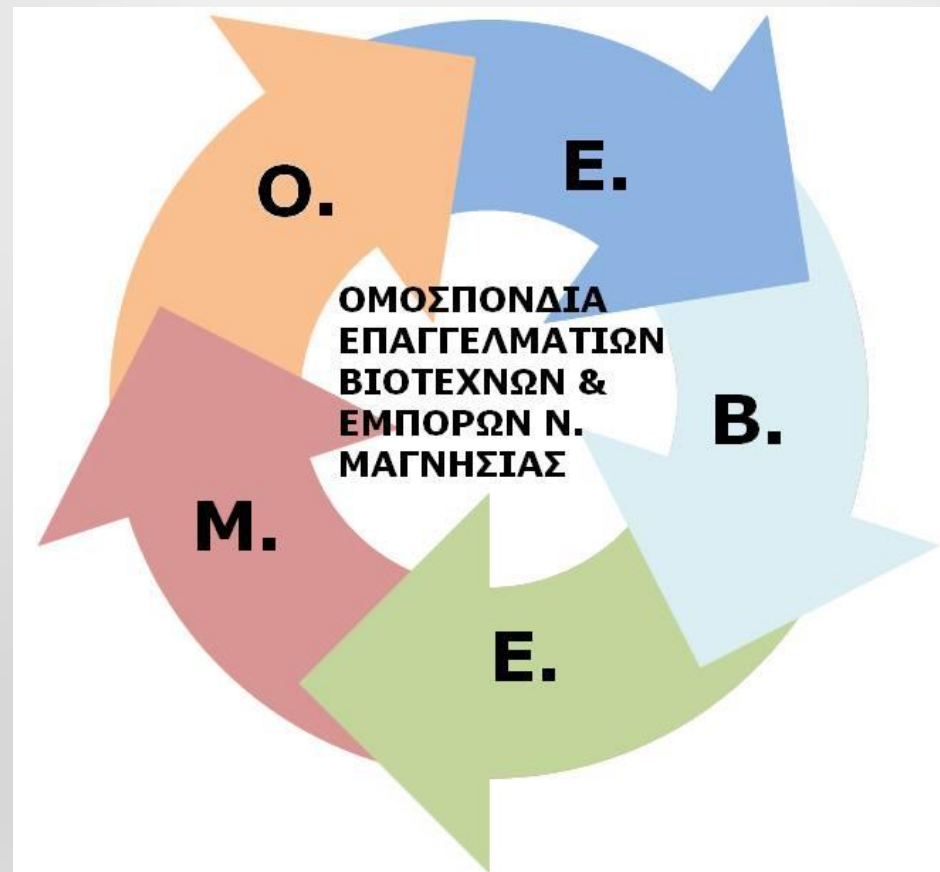 Ο.
Ε.
Β.
Ε.
Μ.
ΟΜΟΣΠΟΝΔΙΑ
ΕΠΑΓΓΕΛΜΑΤΙΩΝ
ΒΙΟΤΕΧΝΩΝ &
ΕΜΠΟΡΩΝ Ν.
ΜΑΓΝΗΣΙΑΣ